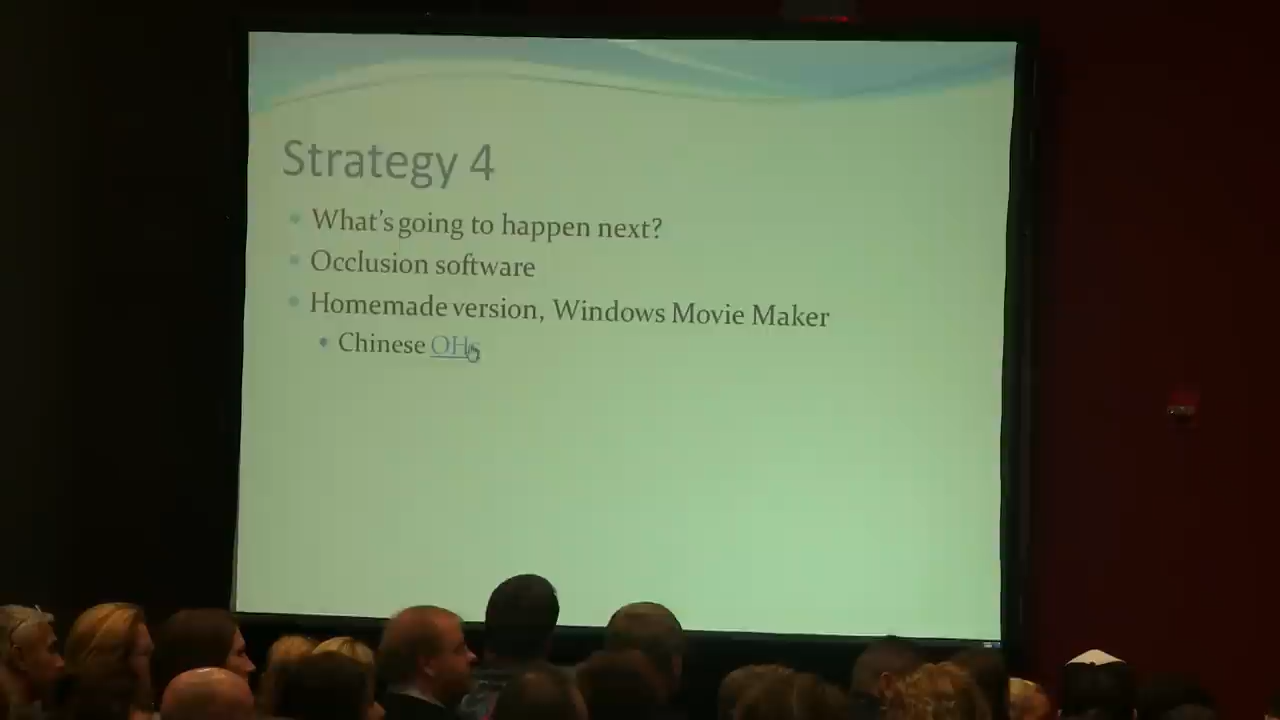 Strategy 4
What's going to happen next?
Occlusion software
Homemade version, Windows Movie Maker
Chinese OHs